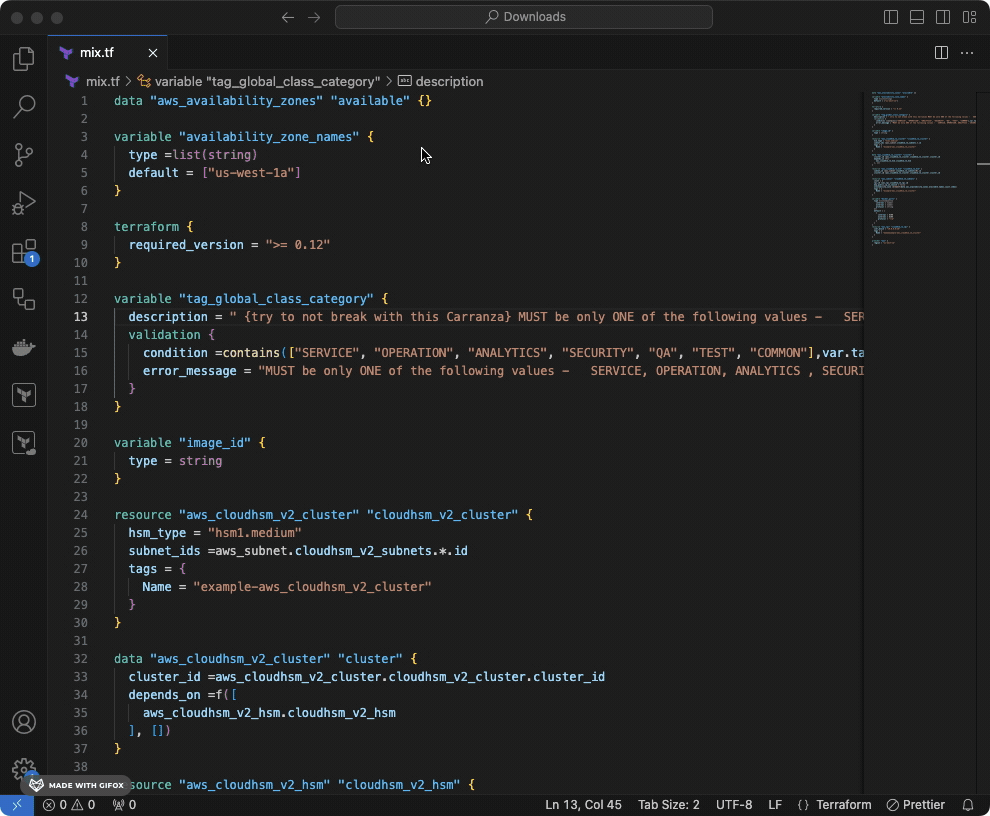 Downloads
mix.tf
mix.tf > variable "tag_global_class_category" > description
1 data "aws_availability_zones" "available" {}
2
3 variable "availability_zone_names" {
4 type =list(string)
5 default = ["us-west-1a"]
6 }
7
8 terraform {
9 required_version = ">= 0.12"
10 }
11
12 variable "tag_global_class_category" {
13 description = " {try to not break with this Carranza} MUST be only ONE of the following values -   SER
14 validation {
15 condition =contains(["SERVICE", "OPERATION", "ANALYTICS", "SECURITY", "QA", "TEST", "COMMON"],var.ta
16 error_message = "MUST be only ONE of the following values -   SERVICE, OPERATION, ANALYTICS , SECURI
17 }
18 }
19
20 variable "image_id" {
21 type = string
22 }
23
24 resource "aws_cloudhsm_v2_cluster" "cloudhsm_v2_cluster" {
25 hsm_type = "hsm1.medium"
26 subnet_ids =aws_subnet.cloudhsm_v2_subnets.*.id
27 tags = {
28 Name = "example-aws_cloudhsm_v2_cluster"
29 }
30 }
31
32 data "aws_cloudhsm_v2_cluster" "cluster" {
33 cluster_id =aws_cloudhsm_v2_cluster.cloudhsm_v2_cluster.cluster_id
34 depends_on =f([
35 aws_cloudhsm_v2_hsm.cloudhsm_v2_hsm
36 ], [])
37 }
38
source "aws_cloudhsm_v2_hsm" "cloudhsm_v2_hsm" {
1
MADE WITH GIFOX
0 0 0 Ln 13, Col 45 Tab Size: 2 UTF-8 LF {} Terraform Prettier